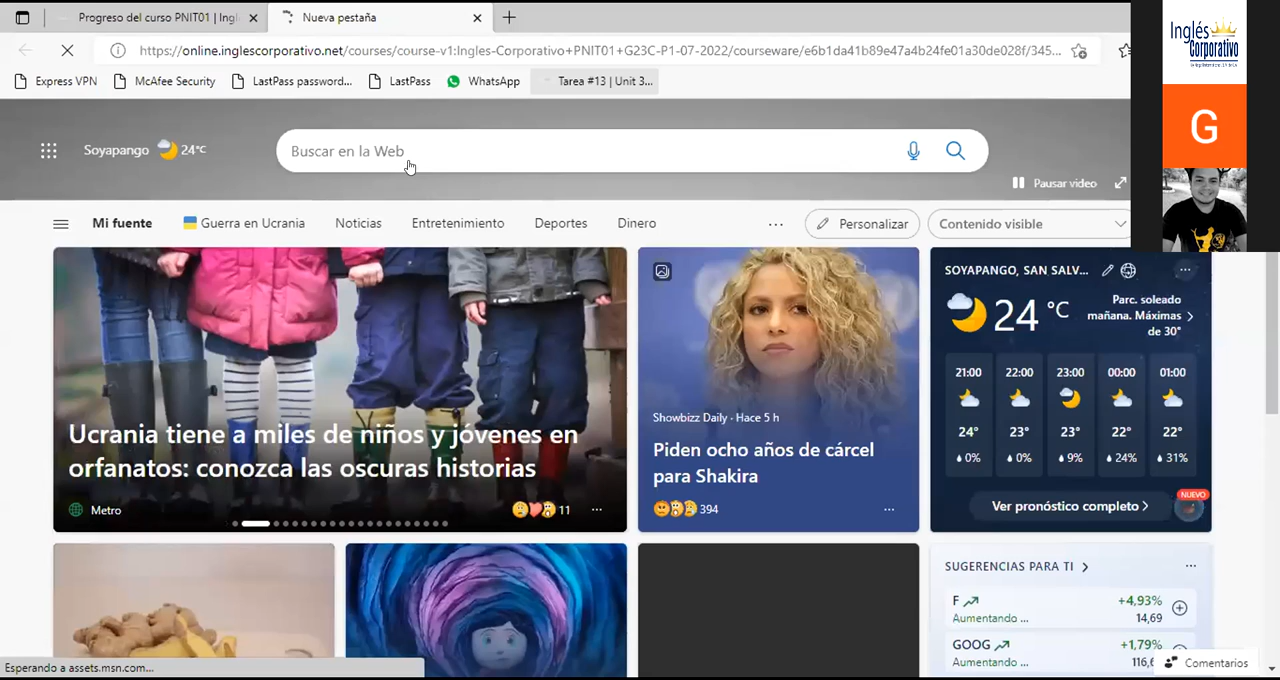 Progreso del curso PNIT01 | Ingl
Nueva pestaña
https://online.inglescorporativo.net/courses/course-v1:Ingles-Corporativo+PNIT01+G23C-P1-07-2022/courseware/e6b1da41b89e47a4b24fe01a30de028f/345...
Express VPN
McAfee Security
LastPass password...
LastPass
WhatsApp
Tarea #13 | Unit 3...
Inglés
Corporativo
G
Soyapango
24°C
Buscar en la Web
Pausar video
Mi fuente
Guerra en Ucrania
Noticias
Entretenimiento
Deportes
Dinero
...
Personalizar
Contenido visible
Ucrania tiene a miles de niños y jóvenes en
orfanatos: conozca las oscuras historias
Metro
11
...
Showbizz Daily · Hace 5 h
Piden ocho años de cárcel
para Shakira
394
...
SOYAPANGO, SAN SALV...
...
24 °C
Parc. soleado
mañana. Máximas
de 30°
21:00 22:00 23:00 00:00 01:00
24° 23° 23° 22° 22°
0% 0% 9% 24% 31%
Ver pronóstico completo
NUEVO
SUGERENCIAS PARA TI
...
F
+4,93%
Aumentando ...
14,69
GOOG
+1,79%
Aumentando ...
116,6
Comentarios
Esperando a assets.msn.com...